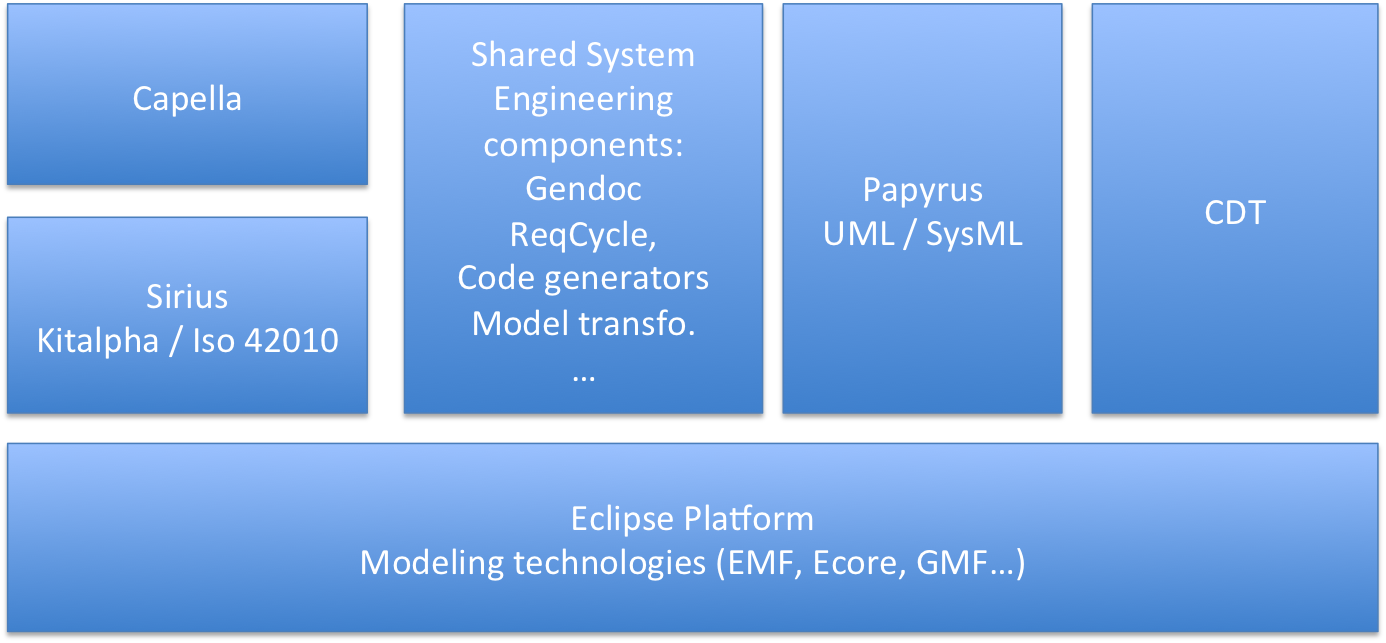 Capella
Sirius
Kitalpha / Iso 42010
Shared System
Engineering
components:
Gendoc
ReqCycle,
Code generators
Model transfo.
...
Papyrus
UML / SysML
CDT
Eclipse Platform
Modeling technologies (EMF, Ecore, GMF...)